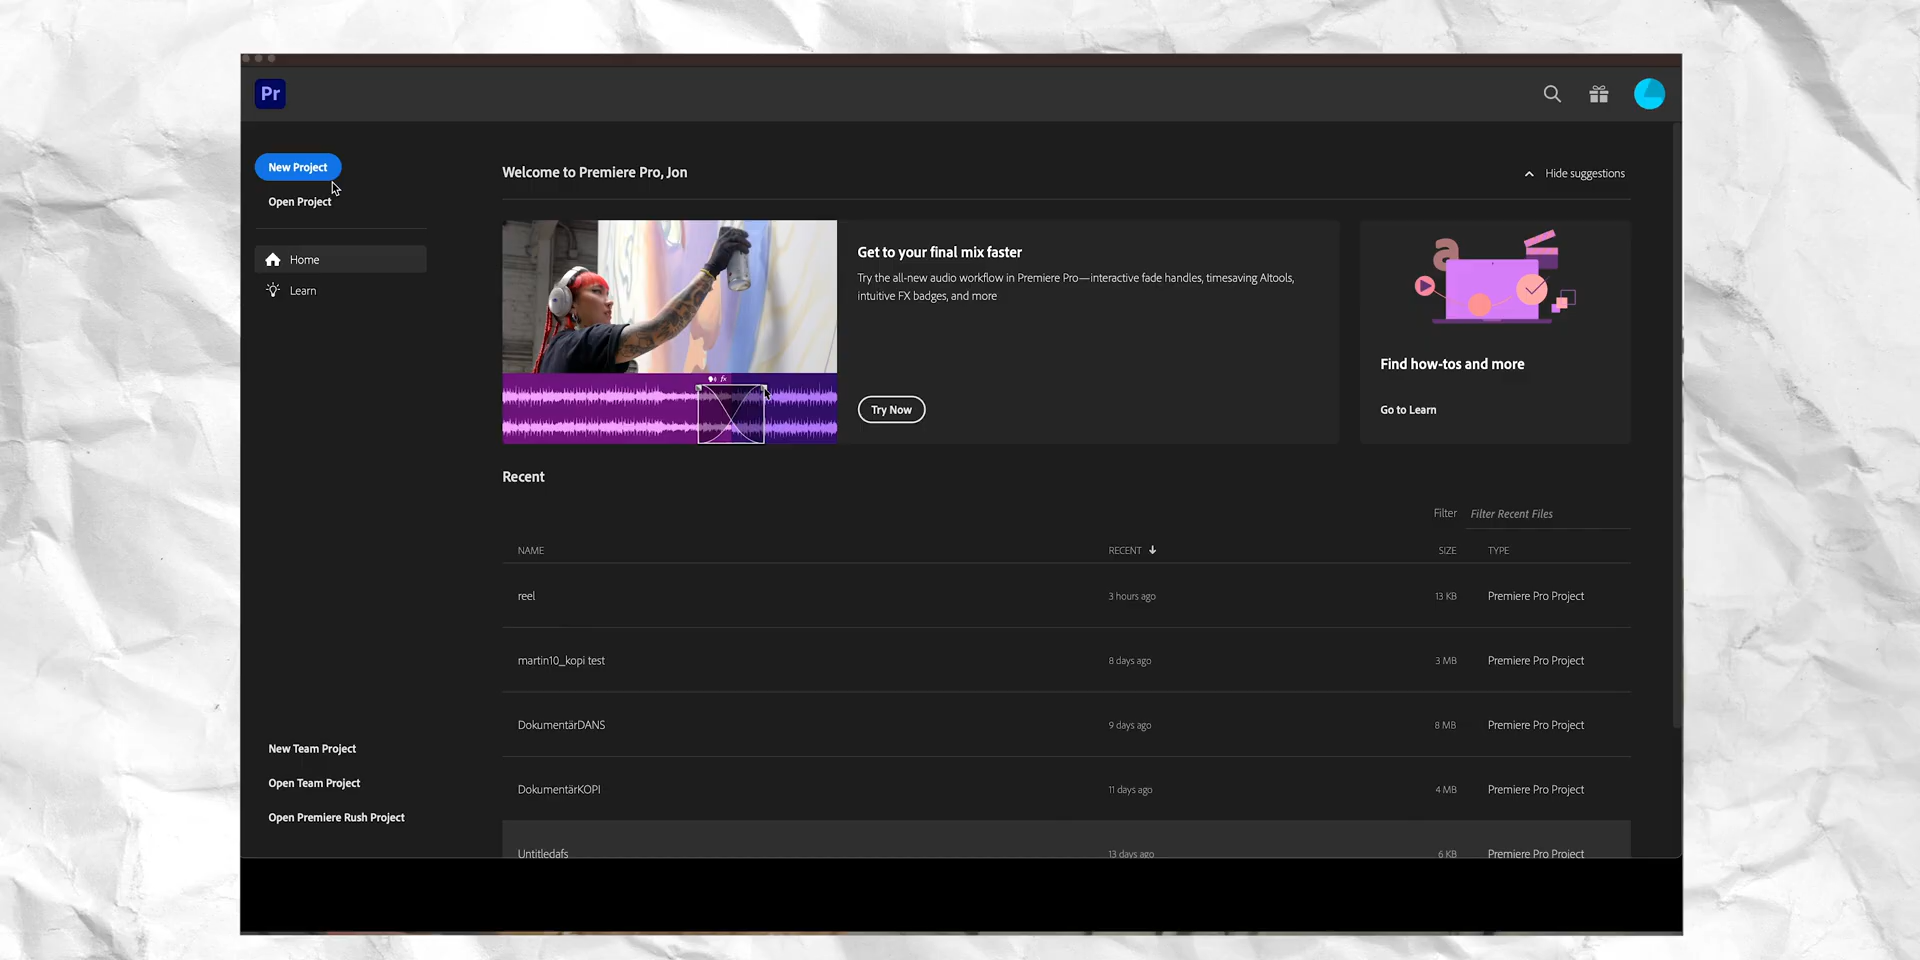 Pr
New Project
Open Project
Home
Learn
New Team Project
Open Team Project
Open Premiere Rush Project
Welcome to Premiere Pro, Jon
Hide suggestions
Get to your final mix faster
Try the all-new audio workflow in Premiere Pro—interactive fade handles, timesaving AItools,
intuitive FX badges, and more
Try Now
fx
a
Find how-tos and more
Go to Learn
Recent
Filter Filter Recent Files
NAME RECENT SIZE TYPE
reel 3 hours ago 13 KB Premiere Pro Project
martin10_kopi test 8 days ago 3 MB Premiere Pro Project
DokumentärDANS 9 days ago 8 MB Premiere Pro Project
DokumentärKOPI 11 days ago 4 MB Premiere Pro Project
Untitledafs 13 days ago 6 KB Premiere Pro Project